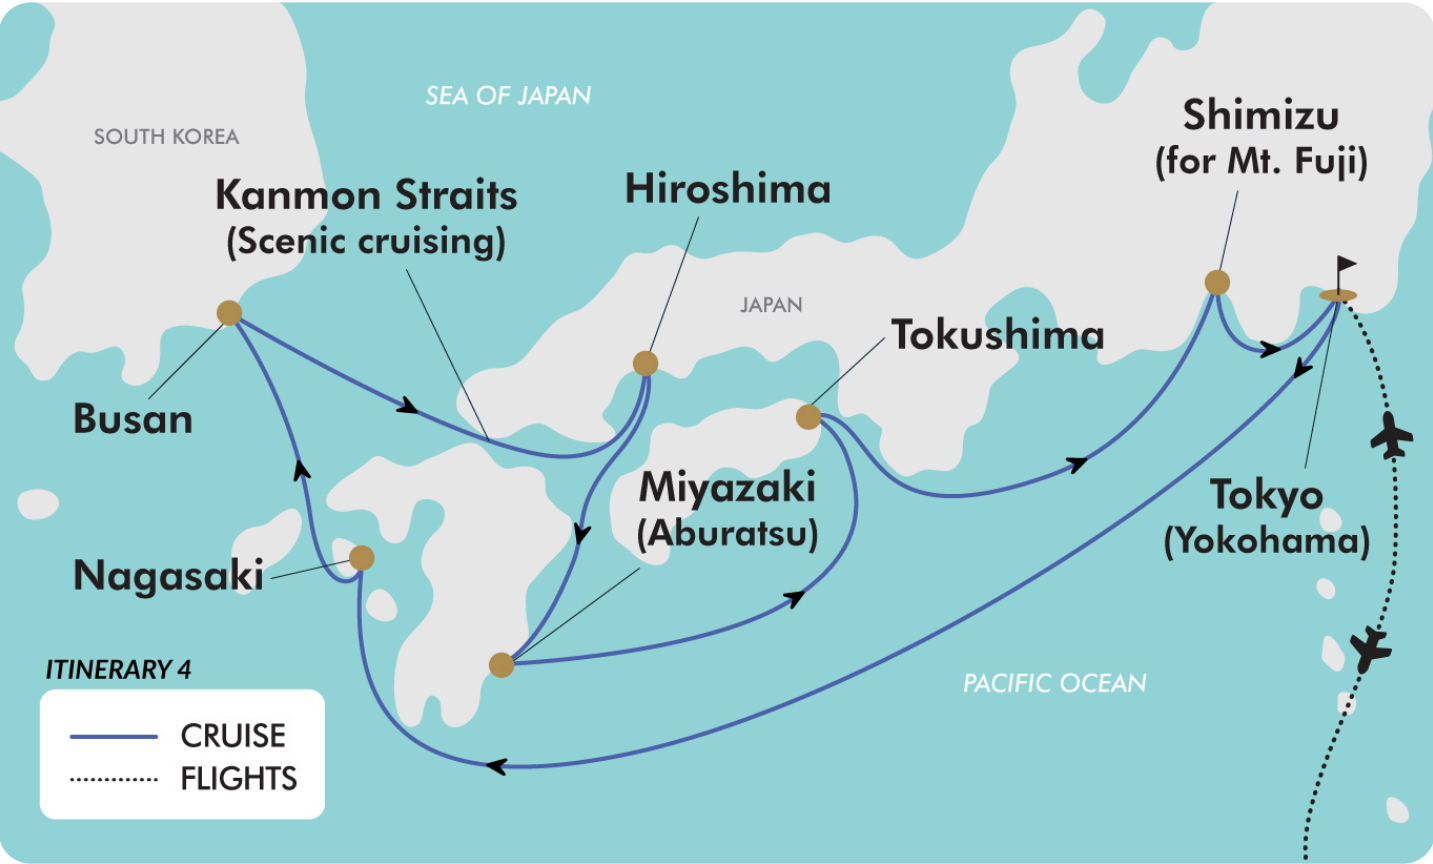 SEA OF JAPAN
SOUTH KOREA
Shimizu
(for Mt. Fuji)
Kanmon Straits
(Scenic cruising)
Hiroshima
JAPAN
Tokushima
Busan
Miyazaki
(Aburatsu)
Tokyo
(Yokohama)
Nagasaki
ITINERARY 4
CRUISE
FLIGHTS
PACIFIC OCEAN